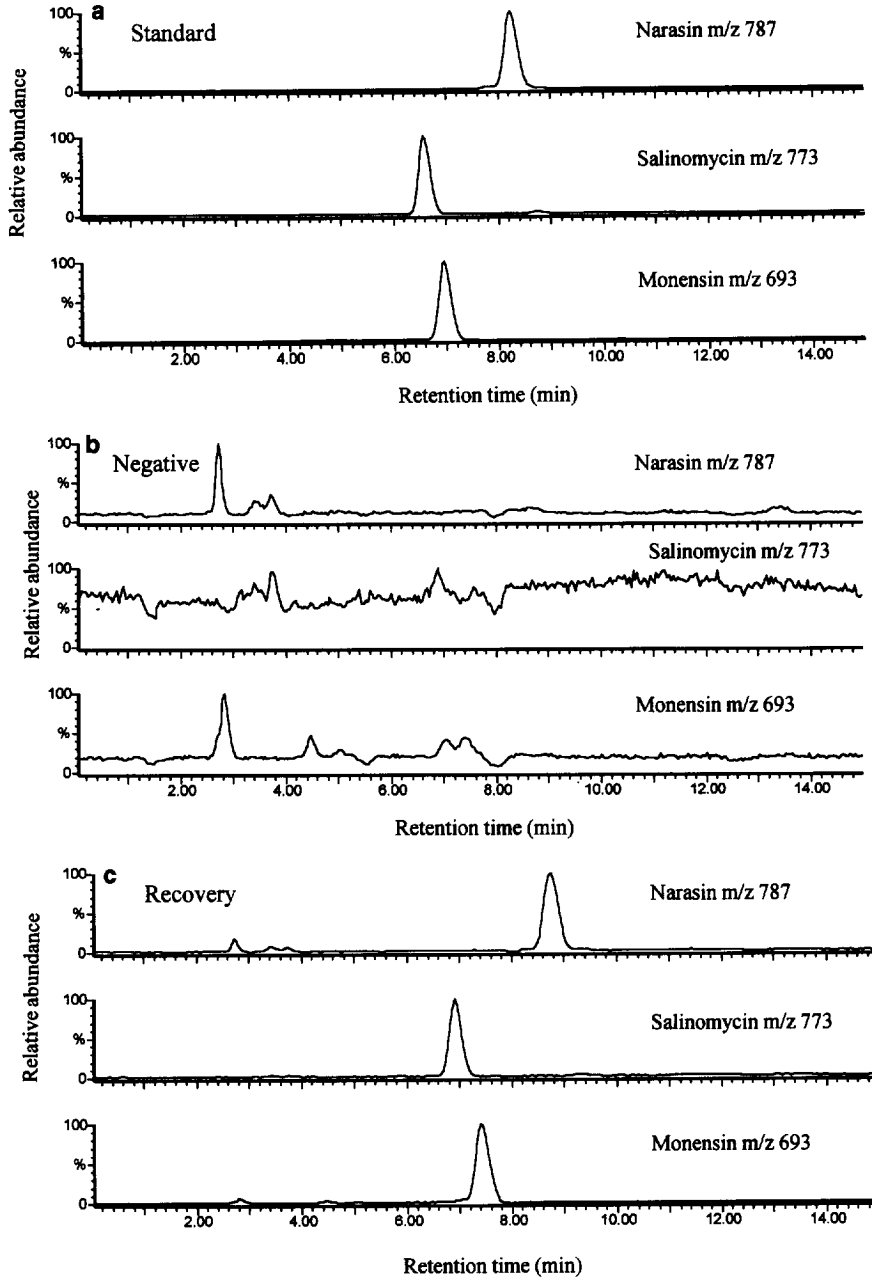 a
Standard
Narasin m/z 787
100
%
0
Salinomycin m/z 773
100
%
0
Monensin m/z 693
100
%
0
Relative abundance
2.00 4.00 6.00 8.00 10.00 12.00 14.00
Retention time (min)
b
Negative
Narasin m/z 787
100
%
0
Salinomycin m/z 773
100
%
0
Monensin m/z 693
100
%
0
Relative abundance
2.00 4.00 6.00 8.00 10.00 12.00 14.00
Retention time (min)
c
Recovery
Narasin m/z 787
100
%
0
Salinomycin m/z 773
100
%
0
Monensin m/z 693
100
%
0
Relative abundance
2.00 4.00 6.00 8.00 10.00 12.00 14.00
Retention time (min)